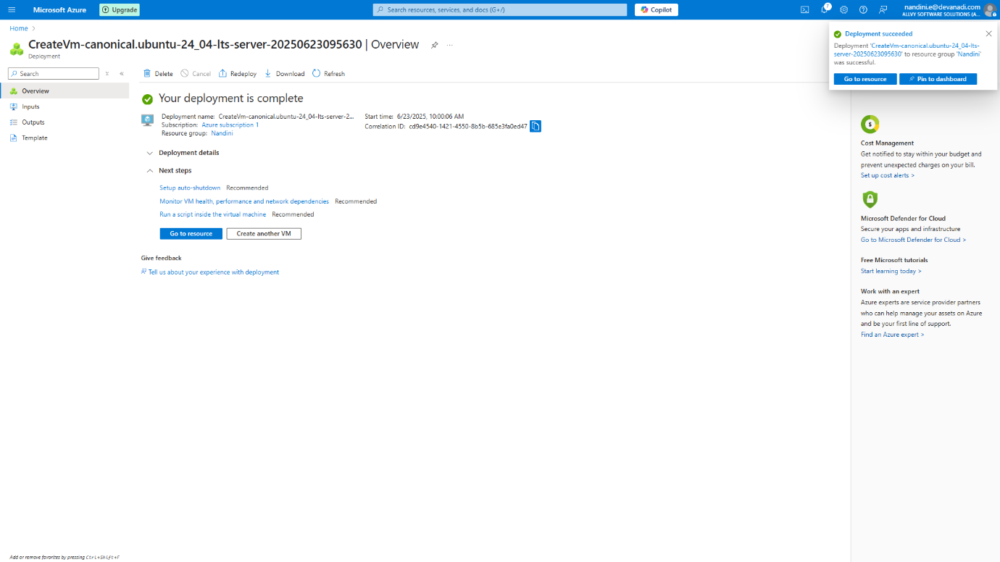 Microsoft Azure
Upgrade
Search resources, services, and docs (G+/)
Copilot
7
nandini.e@devanadi.com
ALLVY SOFTWARE SOLUTIONS (A...
Home
CreateVm-canonical.ubuntu-24_04-lts-server-20250623095630 | Overview
Deployment
Deployment succeeded
Deployment 'CreateVm-canonical.ubuntu-24_04-lts-
server-20250623095630' to resource group 'Nandini'
was successful.
Go to resource
Pin to dashboard
Search
Overview
Inputs
Outputs
Template
Delete
Cancel
Redeploy
Download
Refresh
Your deployment is complete
Deployment name: CreateVm-canonical.ubuntu-24_04-lts-server-2...
Subscription: Azure subscription 1
Resource group: Nandini
Start time: 6/23/2025, 10:00:06 AM
Correlation ID: cd9e4540-1421-4550-8b5b-685e3fa0ed47
Deployment details
Next steps
Setup auto-shutdown Recommended
Monitor VM health, performance and network dependencies Recommended
Run a script inside the virtual machine Recommended
Go to resource
Create another VM
Give feedback
Tell us about your experience with deployment
Cost Management
Get notified to stay within your budget and
prevent unexpected charges on your bill.
Set up cost alerts >
Microsoft Defender for Cloud
Secure your apps and infrastructure
Go to Microsoft Defender for Cloud >
Free Microsoft tutorials
Start learning today >
Work with an expert
Azure experts are service provider partners
who can help manage your assets on Azure
and be your first line of support.
Find an Azure expert >
Add or remove favorites by pressing Ctrl+Shift+F